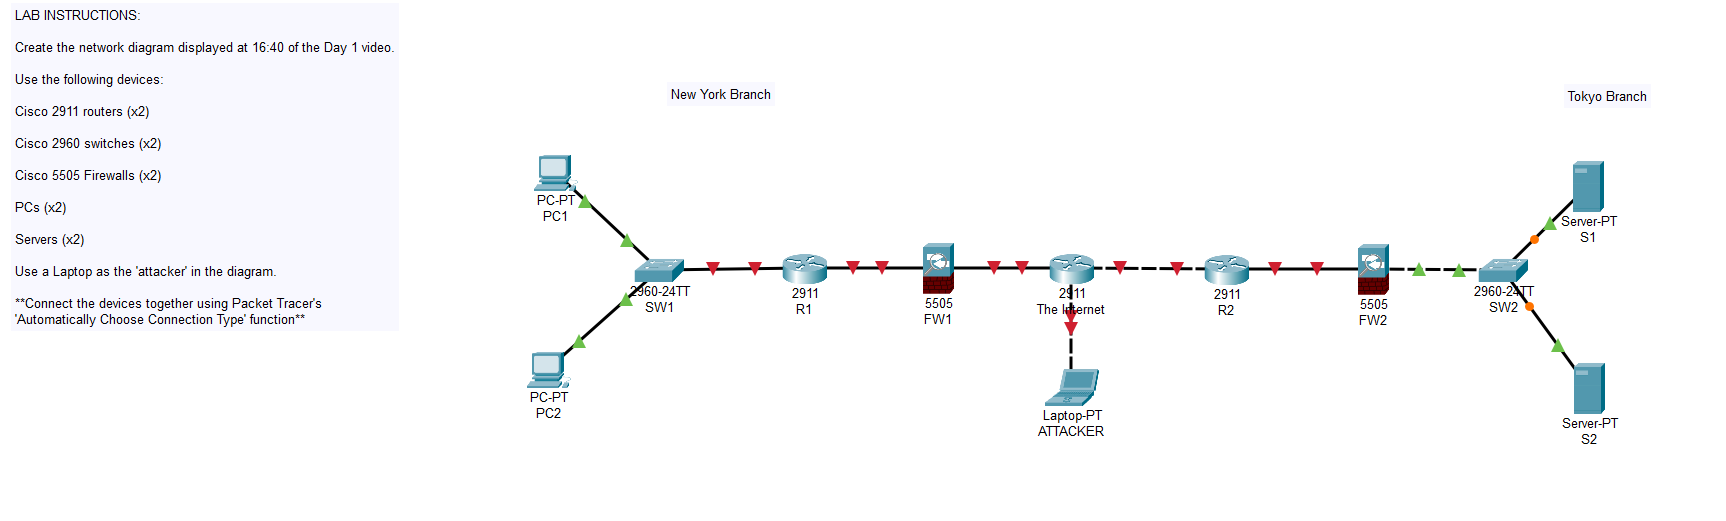 LAB INSTRUCTIONS:
Create the network diagram displayed at 16:40 of the Day 1 video.
Use the following devices:
Cisco 2911 routers (x2)
Cisco 2960 switches (x2)
Cisco 5505 Firewalls (x2)
PCs (x2)
Servers (x2)
Use a Laptop as the 'attacker' in the diagram.
**Connect the devices together using Packet Tracer's
'Automatically Choose Connection Type' function**
New York Branch
Tokyo Branch
PC-PT
PC1
PC-PT
PC2
2960-24TT
SW1
2911
R1
5505
FW1
2911
The Internet
Laptop-PT
ATTACKER
2911
R2
5505
FW2
2960-24TT
SW2
Server-PT
S1
Server-PT
S2